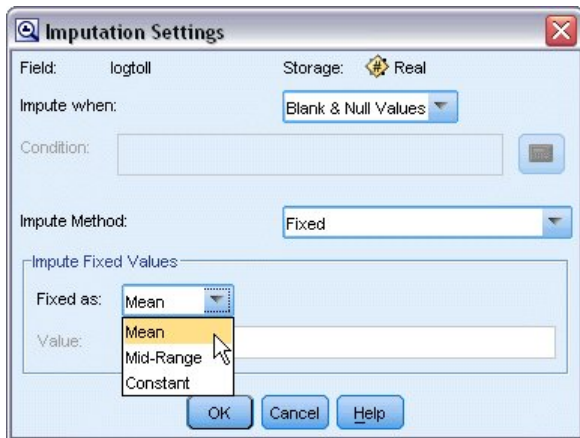 Imputation Settings
Field: logtoll Storage: Real
Impute when: Blank & Null Values
Condition:
Impute Method: Fixed
Impute Fixed Values
Fixed as: Mean
Value:
Mean
Mid-Range
Constant
OK Cancel Help